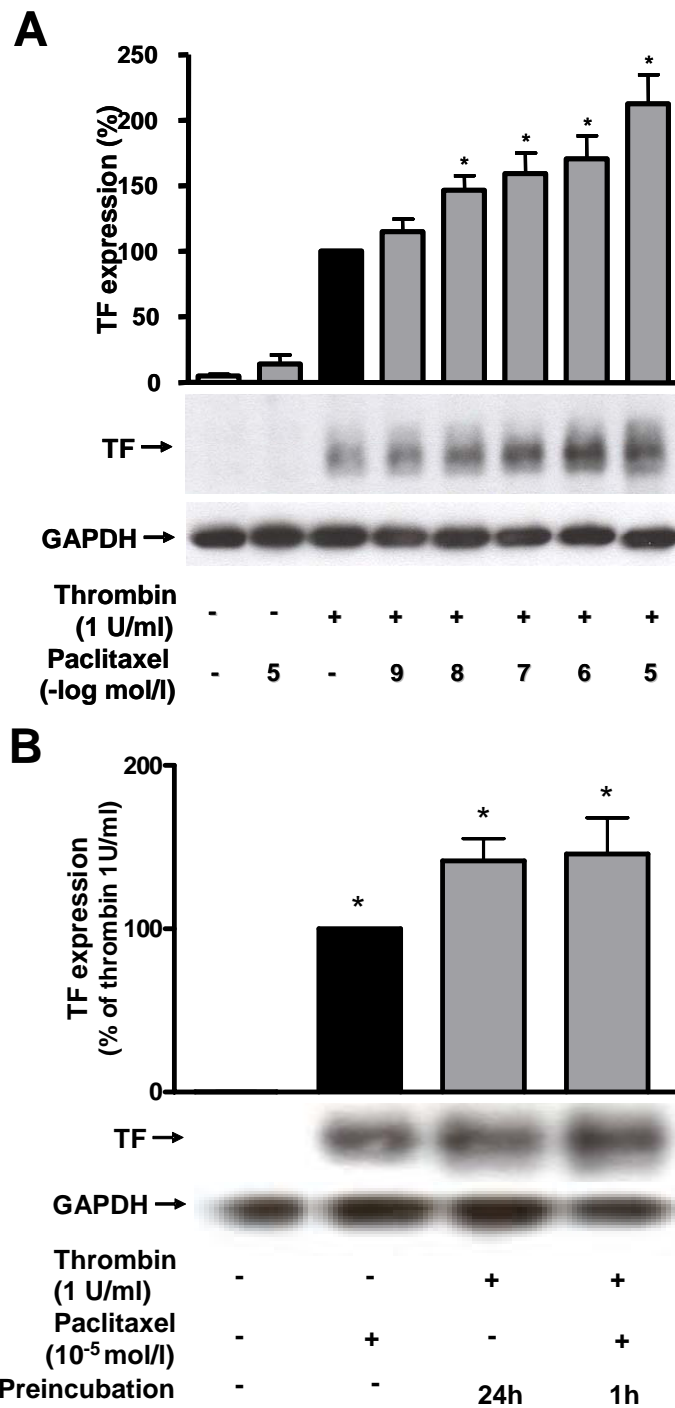 A
250
200
150
100
50
0
TF expression (%)
* * * * *
TF →
GAPDH →
Thrombin
(1 U/ml) - - + + + + + +
Paclitaxel
(-log mol/l) - 5 - 9 8 7 6 5
B
200
100
0
TF expression
(% of thrombin 1U/ml)
* * *
TF →
GAPDH →
Thrombin
(1 U/ml) - - + +
Paclitaxel
(10-5 mol/l) - + - +
Preincubation - - 24h 1h